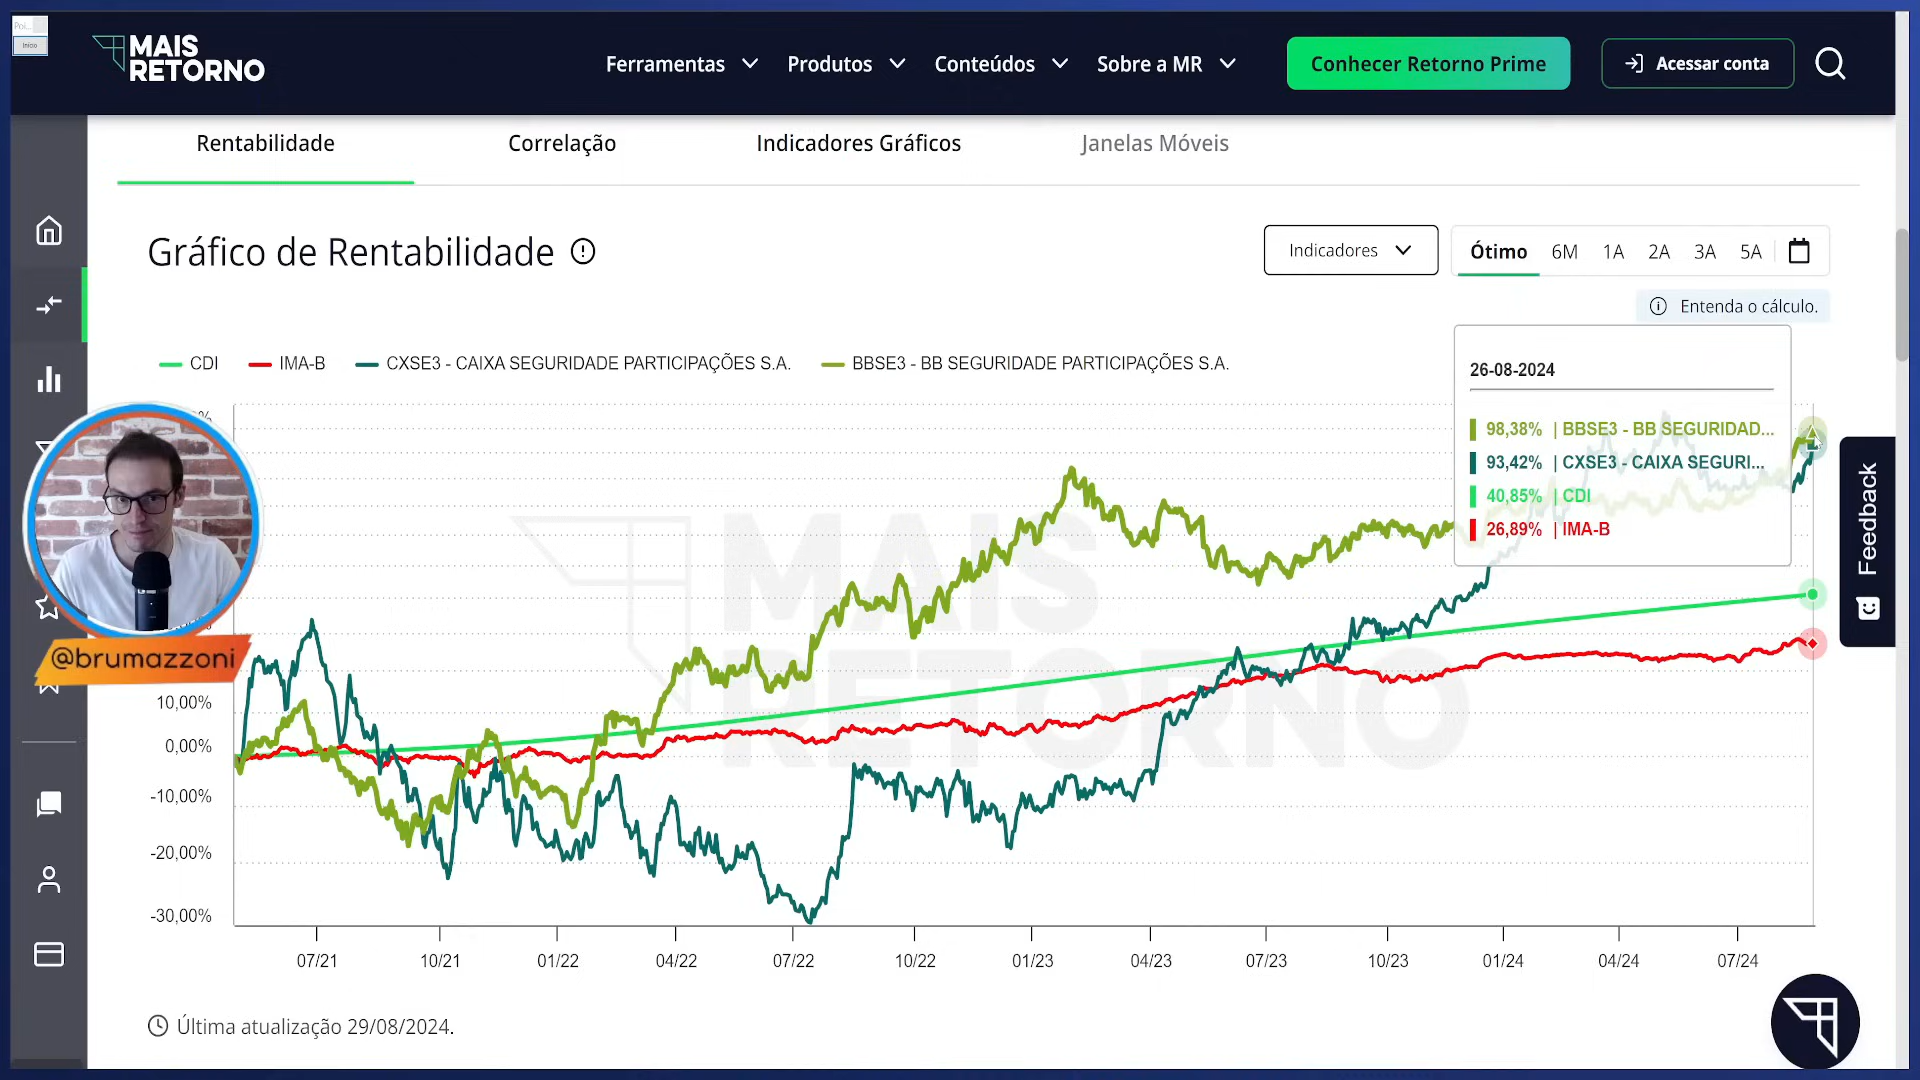 Poi...
Início
MAIS
RETORNO
Ferramentas
Produtos
Conteúdos
Sobre a MR
Conhecer Retorno Prime
Acessar conta
Rentabilidade
Correlação
Indicadores Gráficos
Janelas Móveis
Gráfico de Rentabilidade
Indicadores
Ótimo
6M
1A
2A
3A
5A
Entenda o cálculo.
CDI
IMA-B
CXSE3 - CAIXA SEGURIDADE PARTICIPAÇÕES S.A.
BBSE3 - BB SEGURIDADE PARTICIPAÇÕES S.A.
26-08-2024
98,38% | BBSE3 - BB SEGURIDAD...
93,42% | CXSE3 - CAIXA SEGURI...
40,85% | CDI
26,89% | IMA-B
Feedback
MAIS
RETORNO
@brumazzoni
10,00%
0,00%
-10,00%
-20,00%
-30,00%
07/21
10/21
01/22
04/22
07/22
10/22
01/23
04/23
07/23
10/23
01/24
04/24
07/24
Última atualização 29/08/2024.